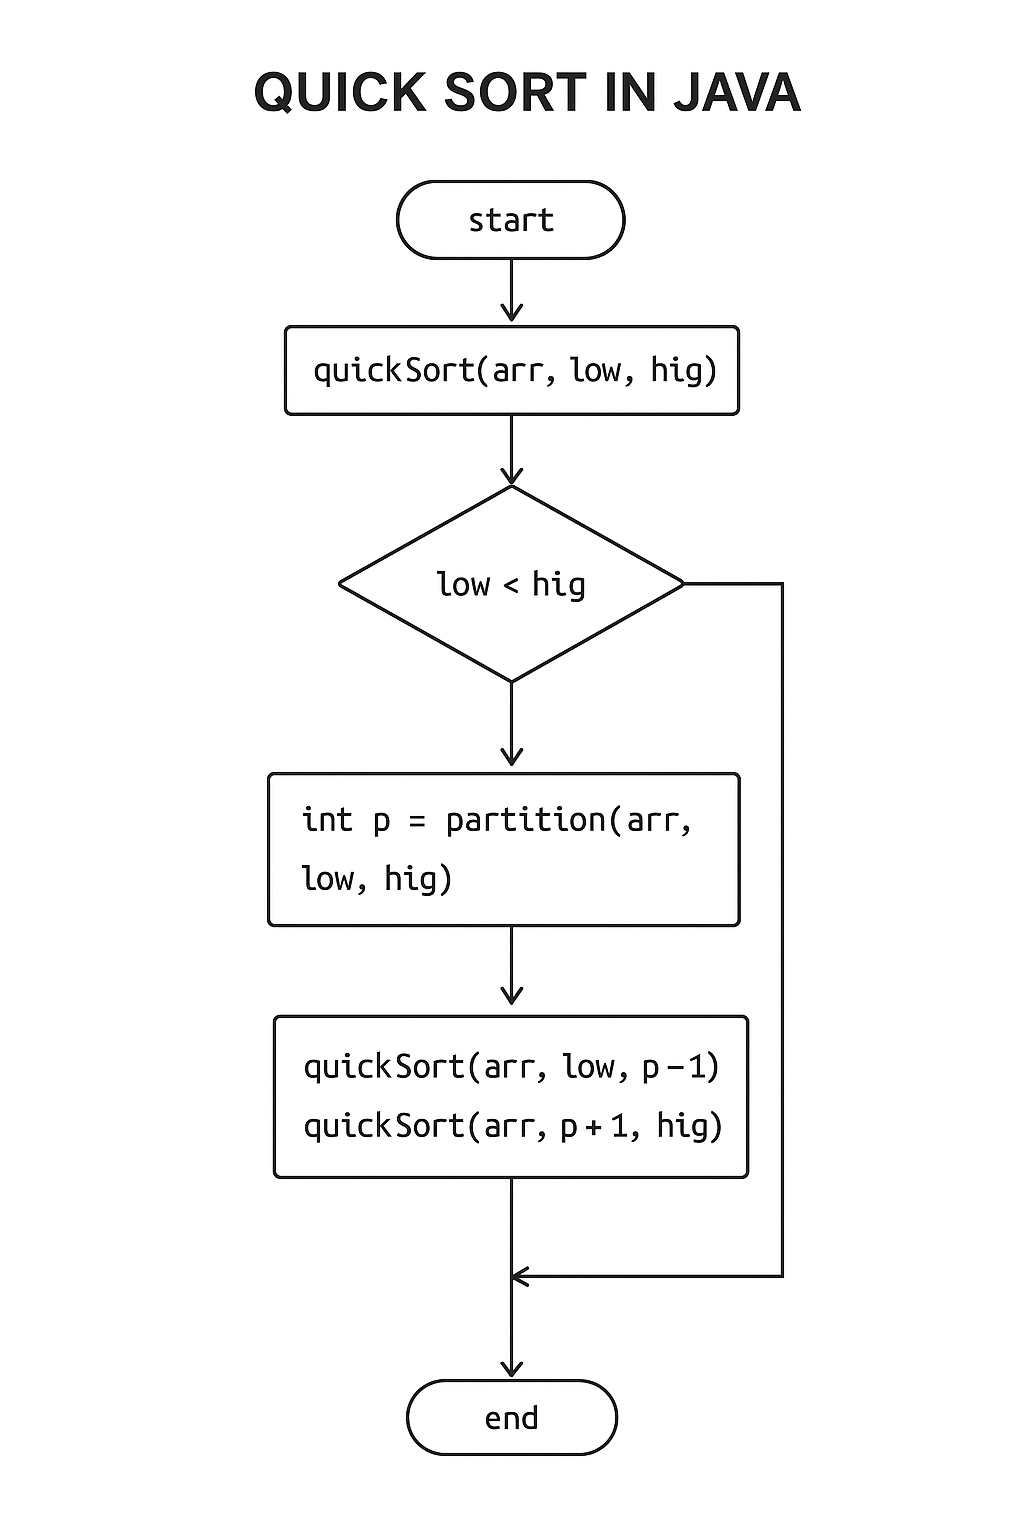 QUICK SORT IN JAVA
start
quickSort(arr, low, hig)
low < hig
int p = partition(arr,
low, hig)
quickSort(arr, low, p−1)
quickSort(arr, p+1, hig)
end